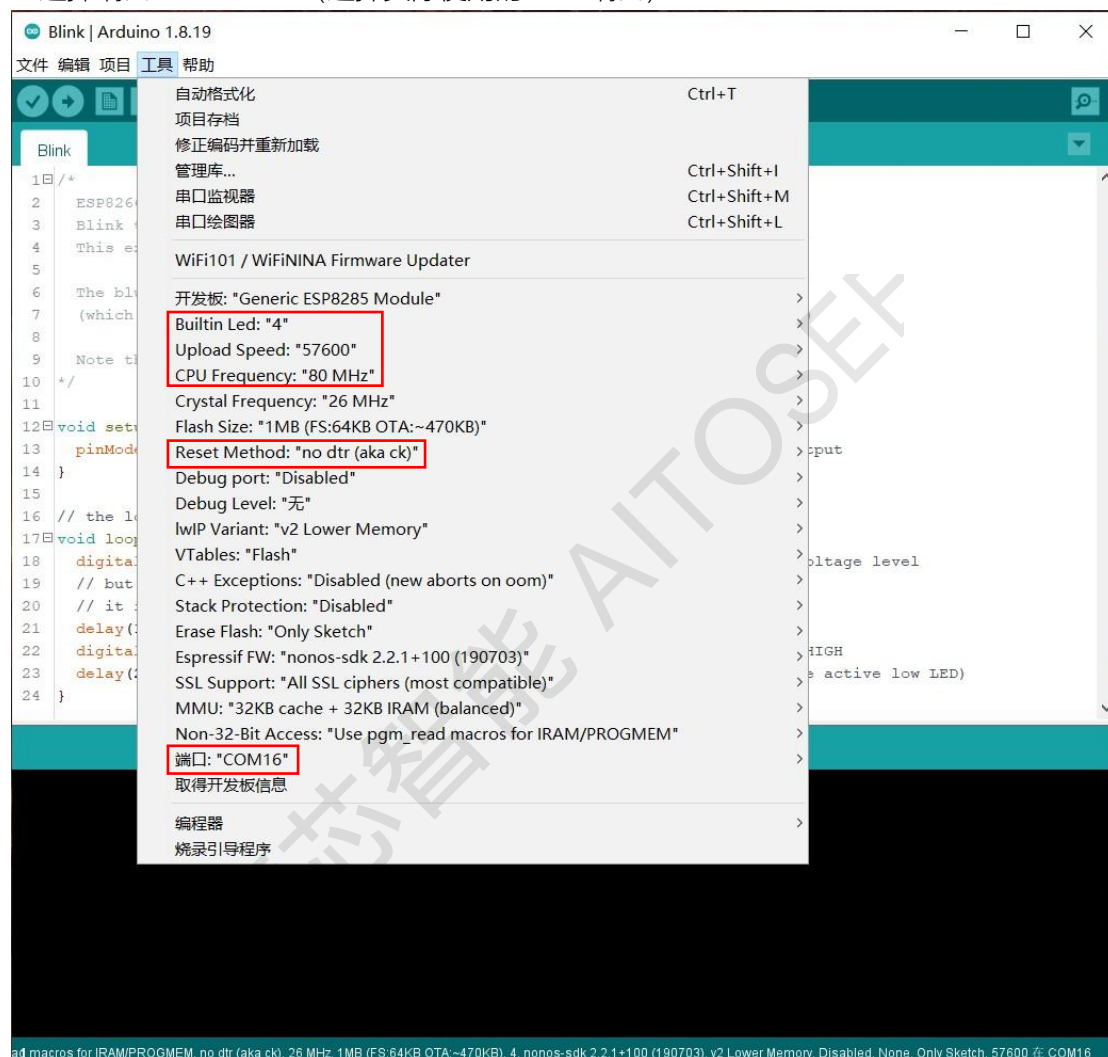 Blink | Arduino 1.8.19
文件 编辑 项目 工具 帮助
自动格式化 Ctrl+T
项目存档
Blink
修正编码并重新加载
管理库... Ctrl+Shift+I
串口监视器 Ctrl+Shift+M
串口绘图器 Ctrl+Shift+L
WiFi101 / WiFiNINA Firmware Updater
开发板: "Generic ESP8285 Module"
Builtin Led: "4"
Upload Speed: "57600"
CPU Frequency: "80 MHz"
Crystal Frequency: "26 MHz"
Flash Size: "1MB (FS:64KB OTA:~470KB)"
Reset Method: "no dtr (aka ck)"
Debug port: "Disabled"
Debug Level: "无"
lwIP Variant: "v2 Lower Memory"
VTables: "Flash"
C++ Exceptions: "Disabled (new aborts on oom)"
Stack Protection: "Disabled"
Erase Flash: "Only Sketch"
Espressif FW: "nonos-sdk 2.2.1+100 (190703)"
SSL Support: "All SSL ciphers (most compatible)"
MMU: "32KB cache + 32KB IRAM (balanced)"
Non-32-Bit Access: "Use pgm_read macros for IRAM/PROGMEM"
端口: "COM16"
取得开发板信息
编程器
烧录引导程序
1 /*
2 ESP826
3 Blink
4 This e
5
6 The bl
7 (which
8
9 Note t
10 */
11
12 void set
13 pinMode tput
14 }
15
16 // the l
17 void loop
18 digital oltage level
19 // but
20 // it
21 delay(
22 digital HIGH
23 delay( e active low LED)
24 }
芯智能 AITOSE
ad macros for IRAM/PROGMEM, no dtr (aka ck), 26 MHz, 1MB (FS:64KB OTA:~470KB), 4, nonos-sdk 2.2.1+100 (190703), v2 Lower Memory, Disabled, None, Only Sketch, 57600 在 COM16